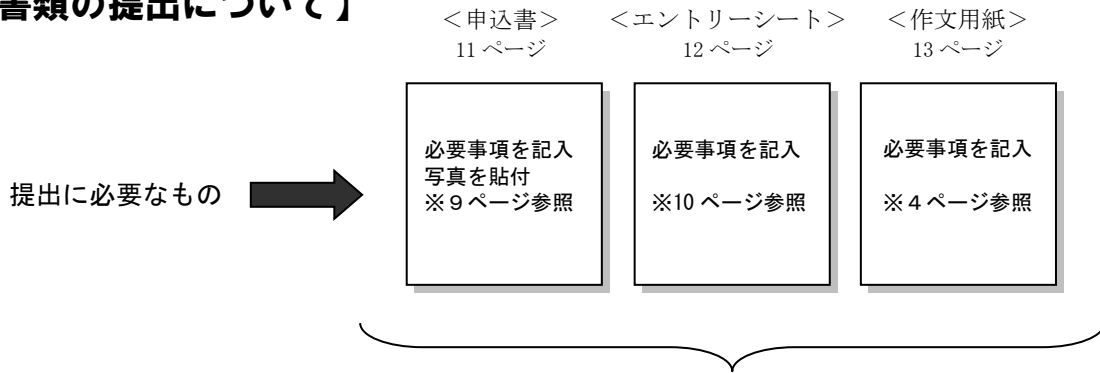 書類の提出について】
＜申込書＞
11 ページ
＜エントリーシート＞
12 ページ
＜作文用紙＞
13 ページ
提出に必要なもの
必要事項を記入
写真を貼付
※９ページ参照
必要事項を記入
※10 ページ参照
必要事項を記入
※４ページ参照